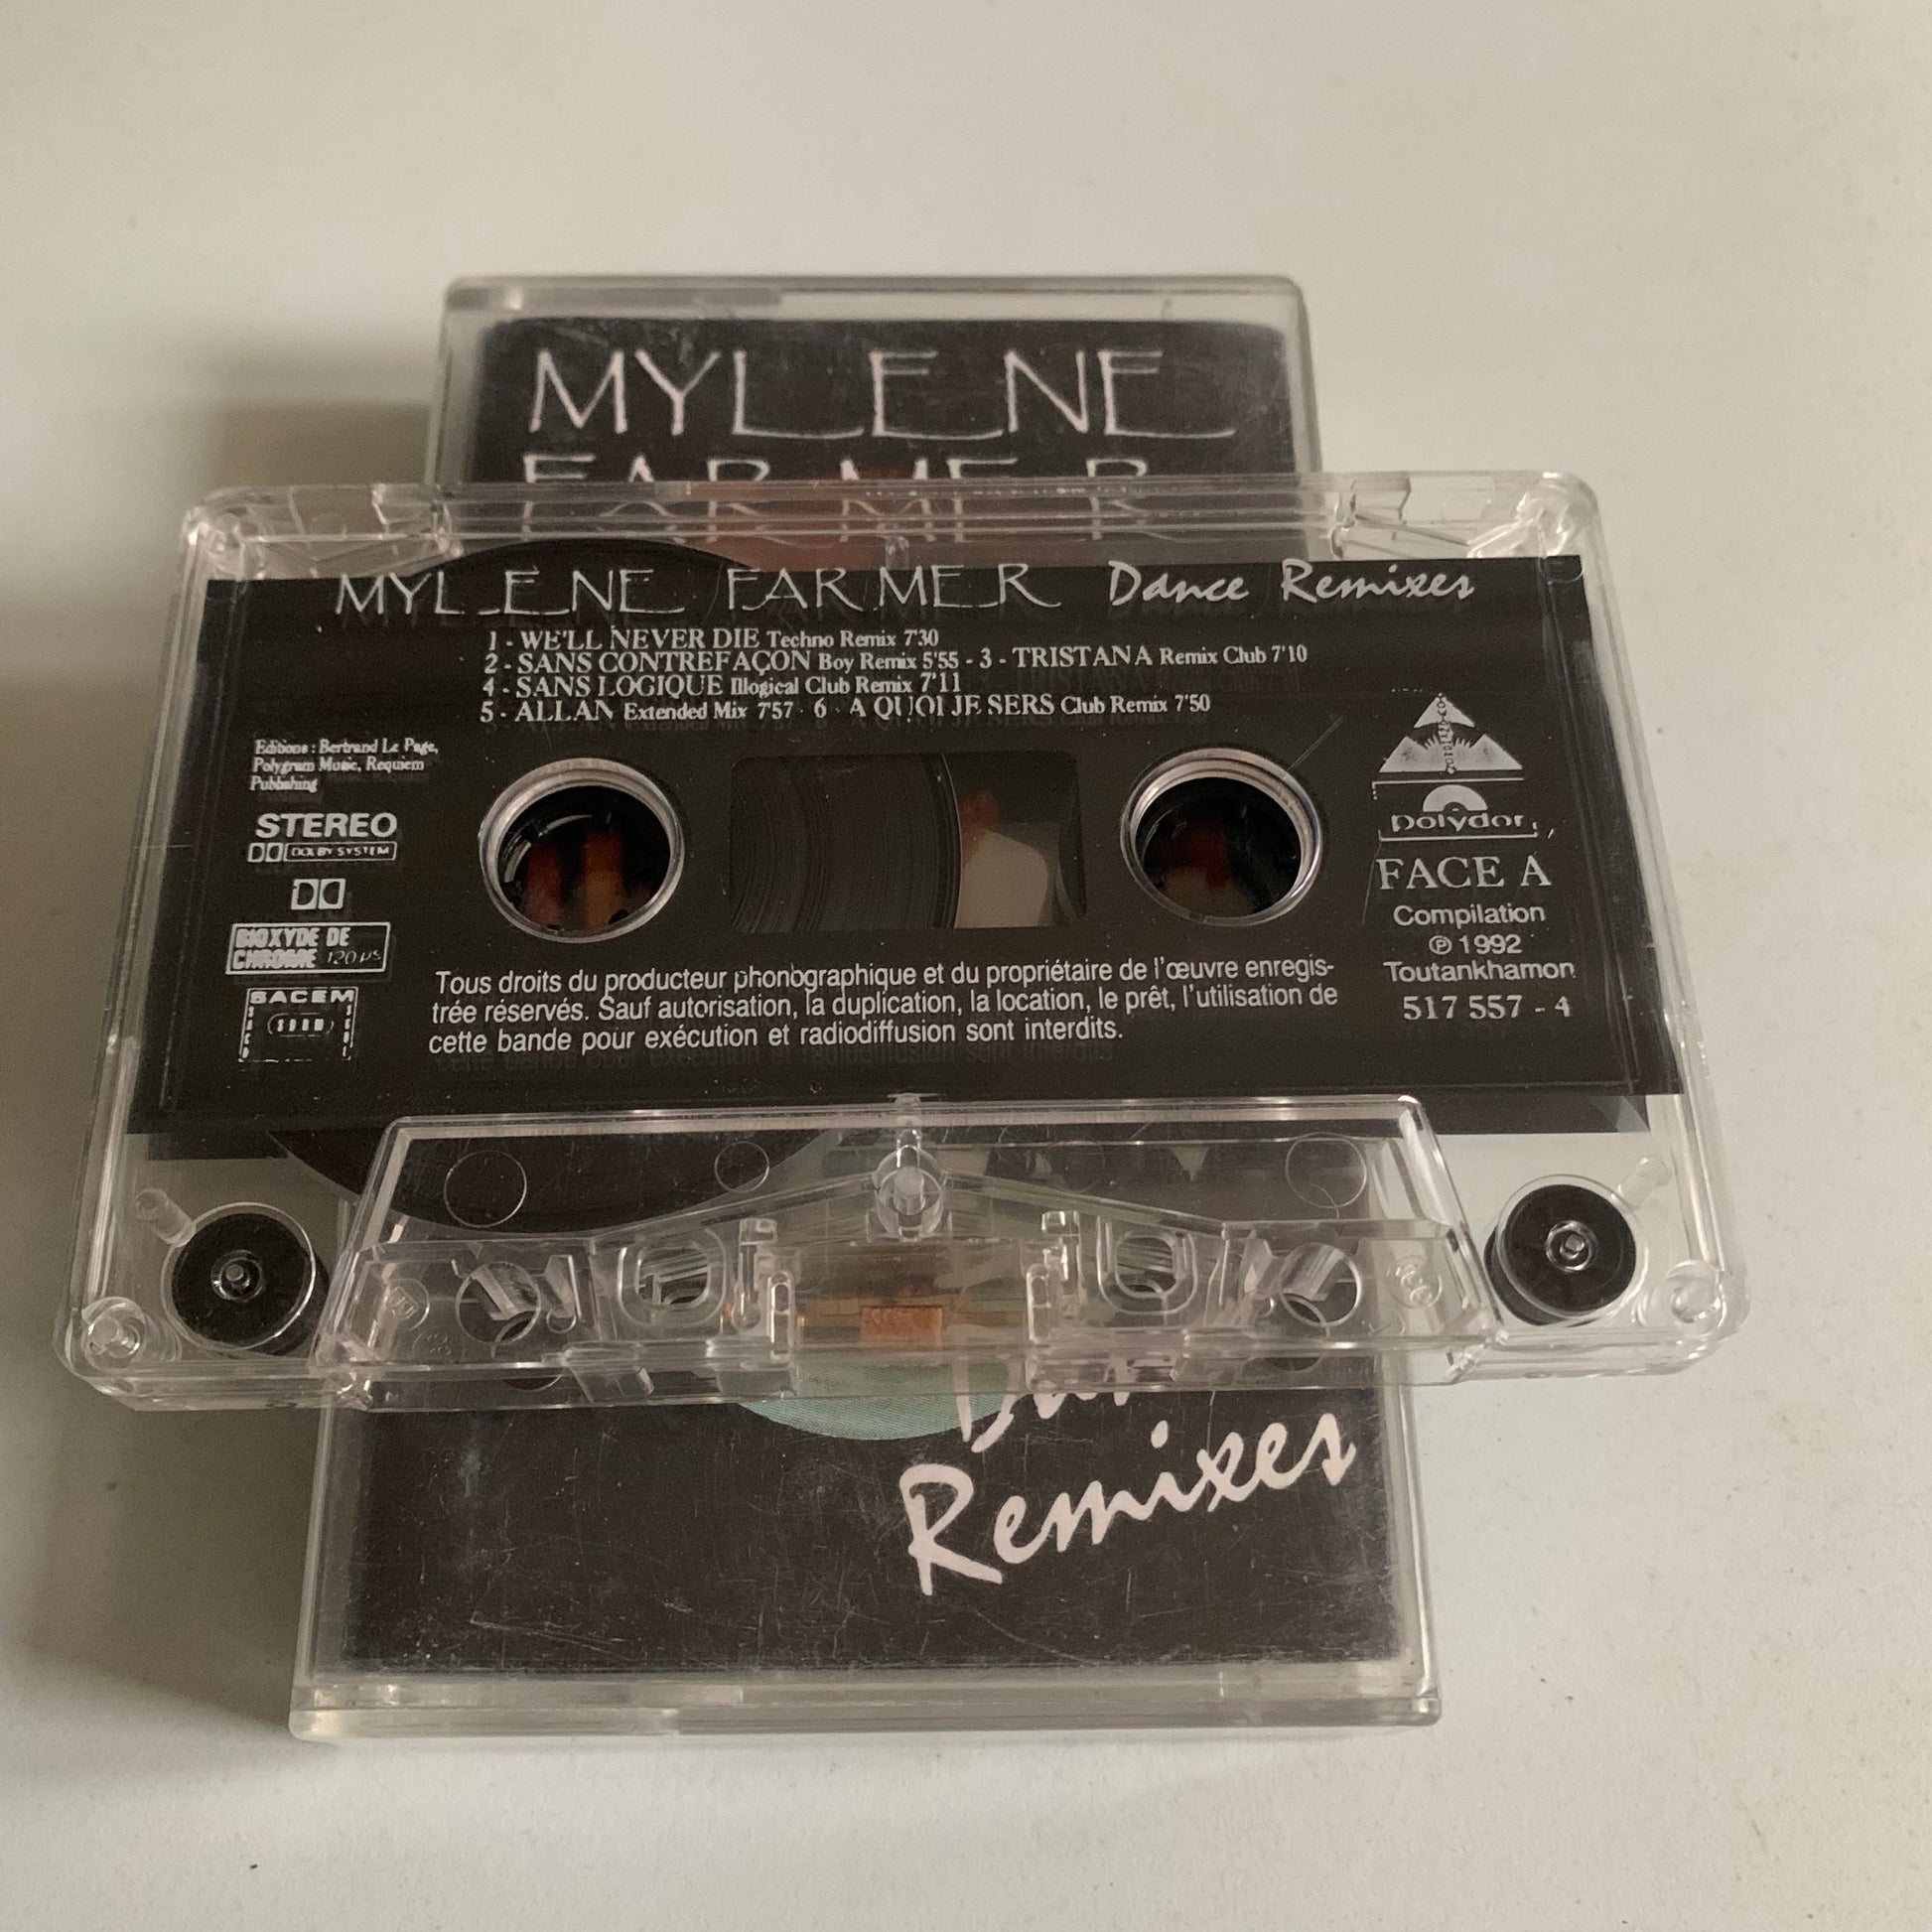 MYLENE
FARMER
MYLENE FARMER Dance Remixes
1 - WE'LL NEVER DIE Techno Remix 7'30
2 - SANS CONTREFAÇON Boy Remix 5'55 - 3 - TRISTANA Remix Club 7'10
4 - SANS LOGIQUE Illogical Club Remix 7'11
5 - ALLAN Extended Mix 7'57 - 6 - A QUOI JE SERS Club Remix 7'50
Editions : Bertrand Le Page,
Polygram Music, Requiem
Publishing
STEREO
DOLBY SYSTEM
BIOXYDE DE
CHROME 120 µs
SACEM
polydor
FACE A
Compilation
℗ 1992
Toutankhamon
517 557 - 4
Tous droits du producteur phonographique et du propriétaire de l'œuvre enregis-
trée réservés. Sauf autorisation, la duplication, la location, le prêt, l'utilisation de
cette bande pour exécution et radiodiffusion sont interdits.
Remixes